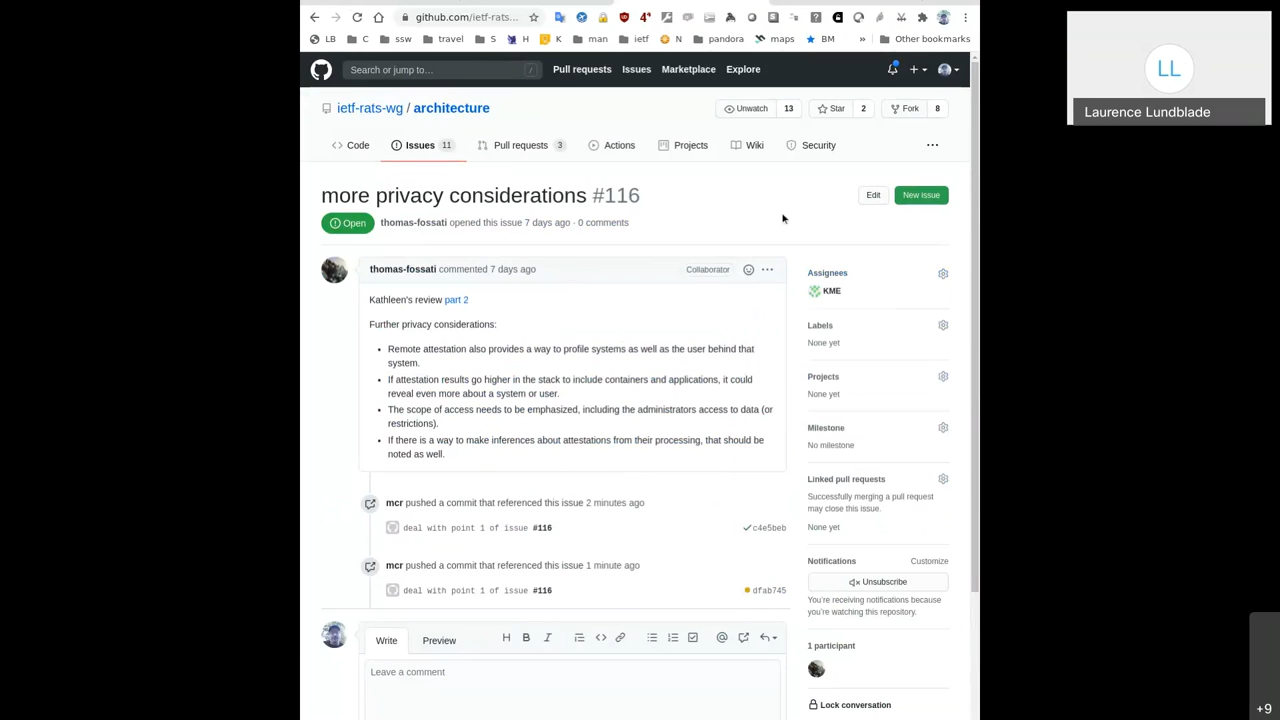 github.com/ietf-rats...
LB C ssw travel S H K man ietf N pandora maps BM » Other bookmarks
Search or jump to… / Pull requests Issues Marketplace Explore
ietf-rats-wg / architecture Unwatch 13 Star 2 Fork 8
Code Issues 11 Pull requests 3 Actions Projects Wiki Security
more privacy considerations #116 Edit New issue
Open thomas-fossati opened this issue 7 days ago · 0 comments
thomas-fossati commented 7 days ago Collaborator
Kathleen's review part 2
Further privacy considerations:
• Remote attestation also provides a way to profile systems as well as the user behind that
system.
• If attestation results go higher in the stack to include containers and applications, it could
reveal even more about a system or user.
• The scope of access needs to be emphasized, including the administrators access to data (or
restrictions).
• If there is a way to make inferences about attestations from their processing, that should be
noted as well.
mcr pushed a commit that referenced this issue 2 minutes ago
deal with point 1 of issue #116 c4e5beb
mcr pushed a commit that referenced this issue 1 minute ago
deal with point 1 of issue #116 dfab745
Write Preview
Leave a comment
Assignees
KME
Labels
None yet
Projects
None yet
Milestone
No milestone
Linked pull requests
Successfully merging a pull request
may close this issue.
None yet
Notifications Customize
Unsubscribe
You're receiving notifications because
you're watching this repository.
1 participant
Lock conversation
LL
Laurence Lundblade
+9